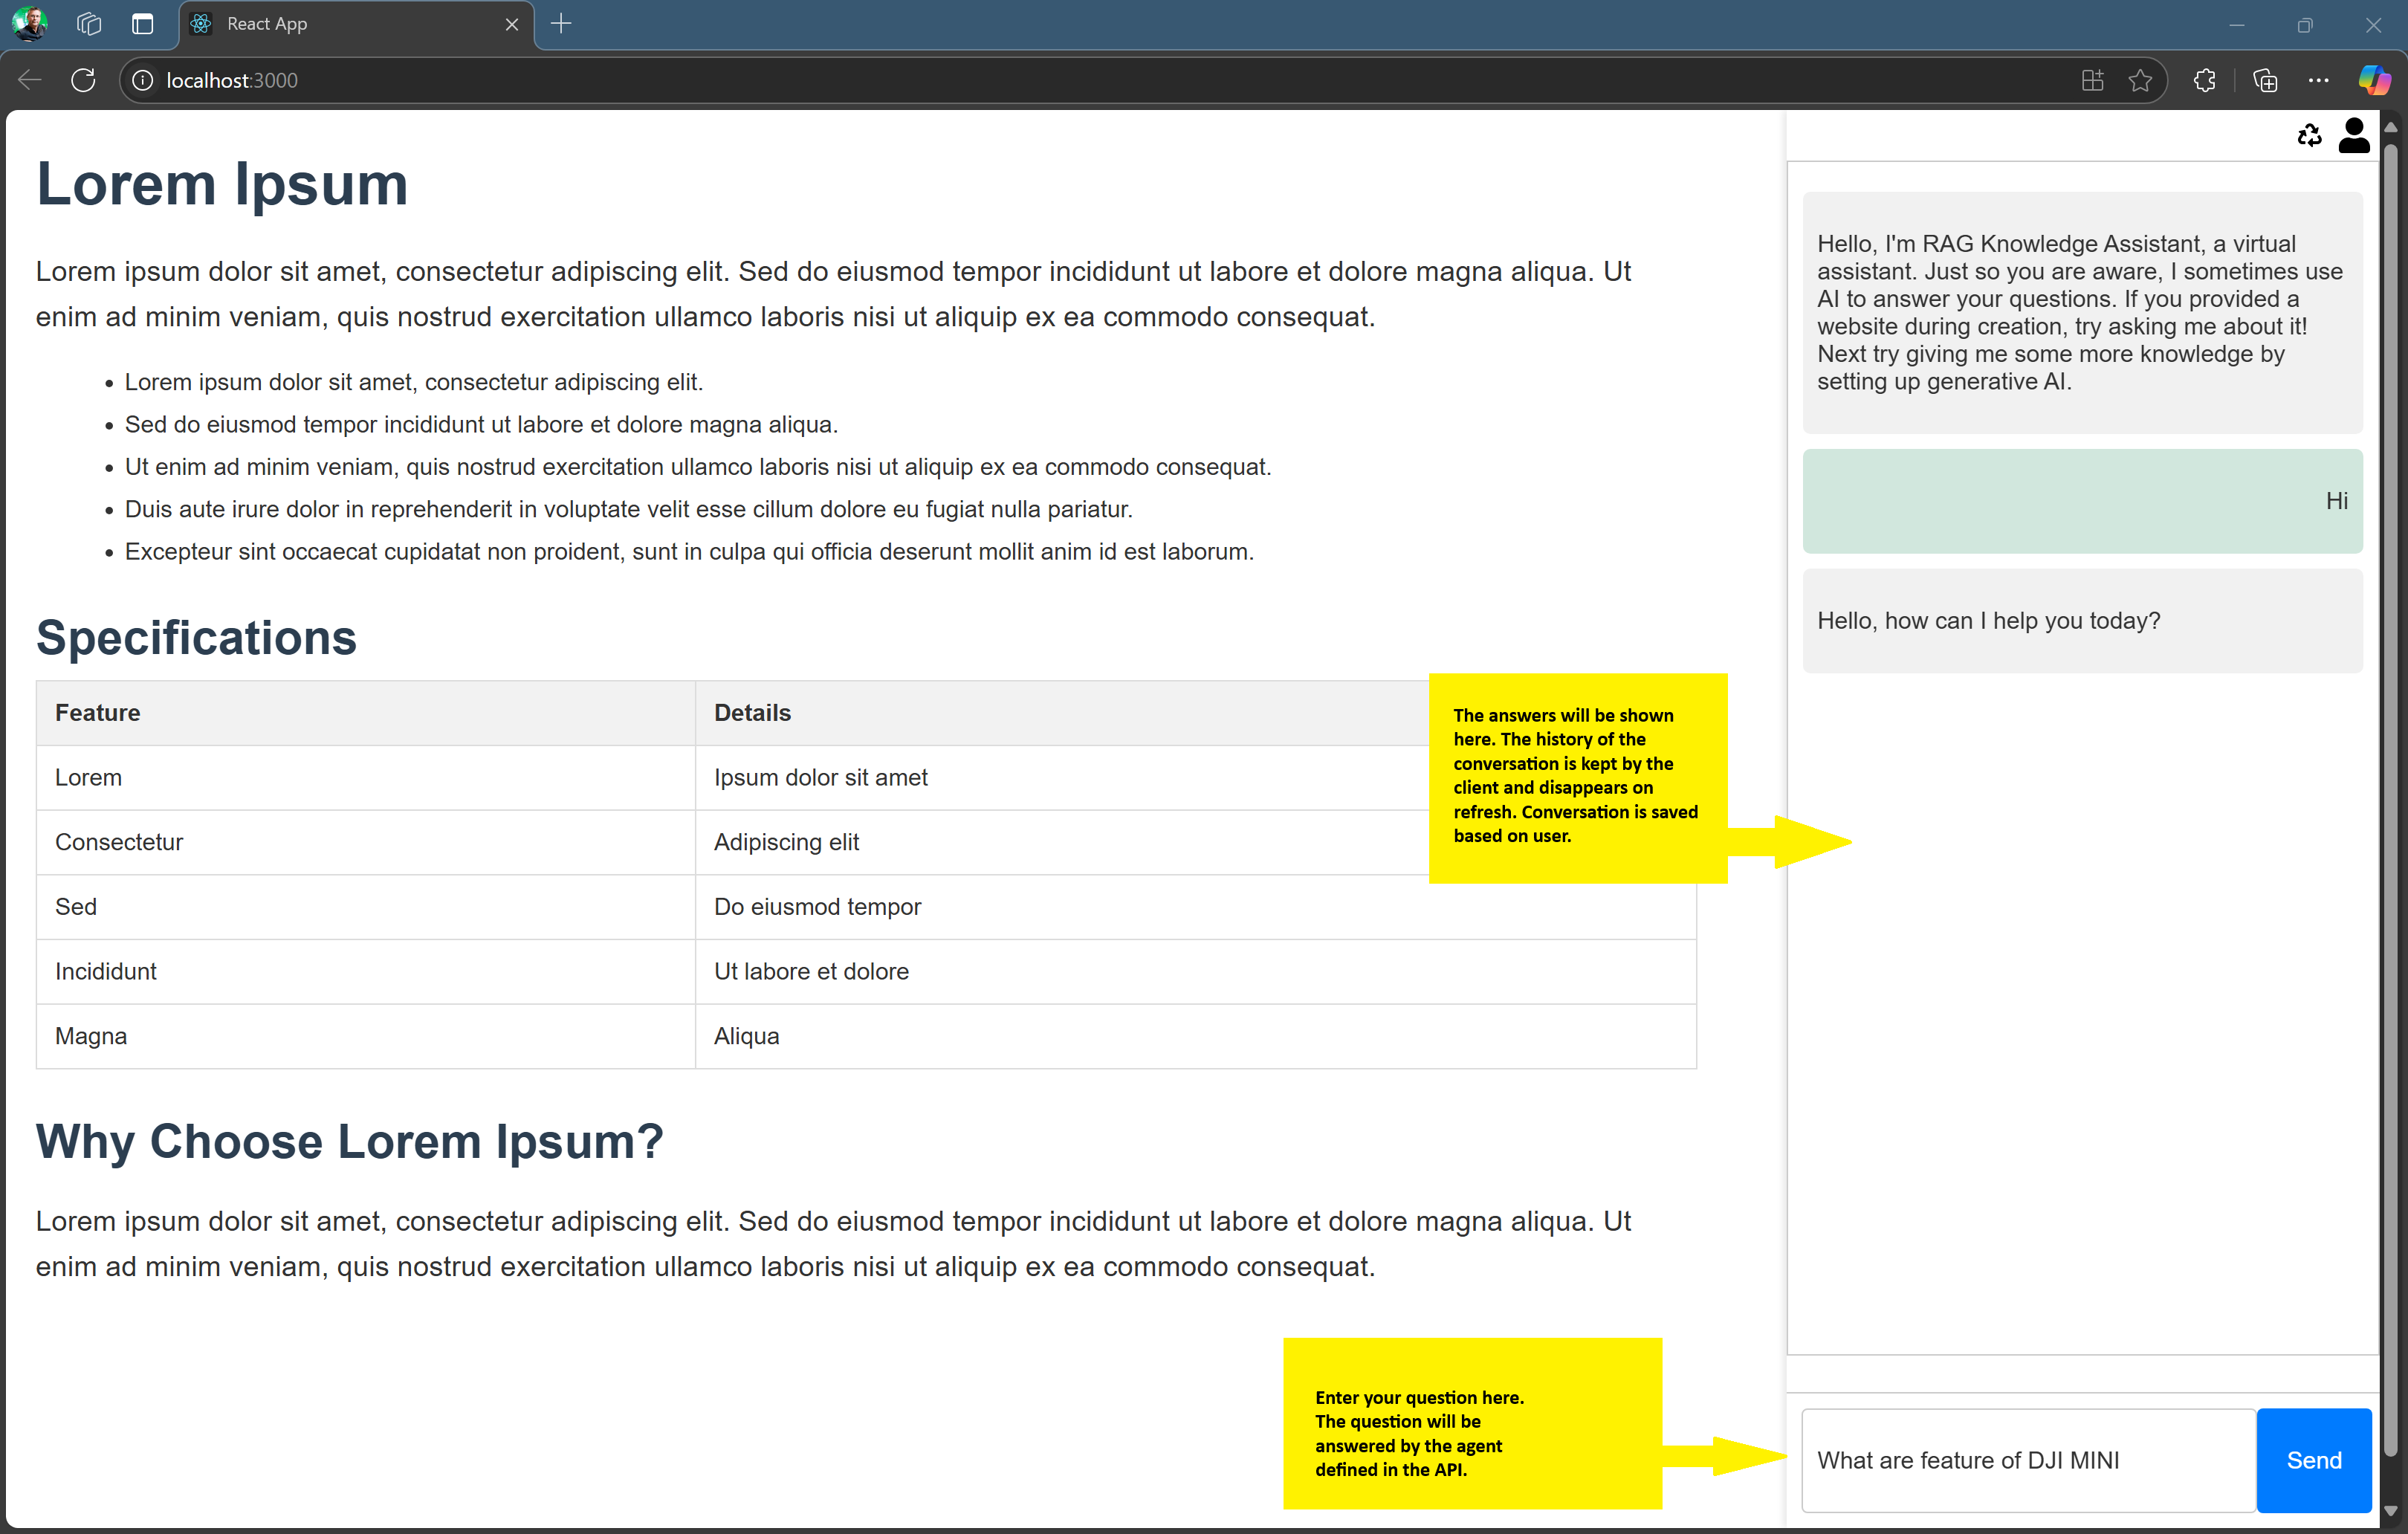 React App
localhost:3000
Lorem Ipsum
Lorem ipsum dolor sit amet, consectetur adipiscing elit. Sed do eiusmod tempor incididunt ut labore et dolore magna aliqua. Ut
enim ad minim veniam, quis nostrud exercitation ullamco laboris nisi ut aliquip ex ea commodo consequat.
• Lorem ipsum dolor sit amet, consectetur adipiscing elit.
• Sed do eiusmod tempor incididunt ut labore et dolore magna aliqua.
• Ut enim ad minim veniam, quis nostrud exercitation ullamco laboris nisi ut aliquip ex ea commodo consequat.
• Duis aute irure dolor in reprehenderit in voluptate velit esse cillum dolore eu fugiat nulla pariatur.
• Excepteur sint occaecat cupidatat non proident, sunt in culpa qui officia deserunt mollit anim id est laborum.
Specifications
Feature Details
Lorem Ipsum dolor sit amet
Consectetur Adipiscing elit
Sed Do eiusmod tempor
Incididunt Ut labore et dolore
Magna Aliqua
Why Choose Lorem Ipsum?
Lorem ipsum dolor sit amet, consectetur adipiscing elit. Sed do eiusmod tempor incididunt ut labore et dolore magna aliqua. Ut
enim ad minim veniam, quis nostrud exercitation ullamco laboris nisi ut aliquip ex ea commodo consequat.
The answers will be shown
here. The history of the
conversation is kept by the
client and disappears on
refresh. Conversation is saved
based on user.
Enter your question here.
The question will be
answered by the agent
defined in the API.
Hello, I'm RAG Knowledge Assistant, a virtual
assistant. Just so you are aware, I sometimes use
AI to answer your questions. If you provided a
website during creation, try asking me about it!
Next try giving me some more knowledge by
setting up generative AI.
Hi
Hello, how can I help you today?
What are feature of DJI MINI
Send